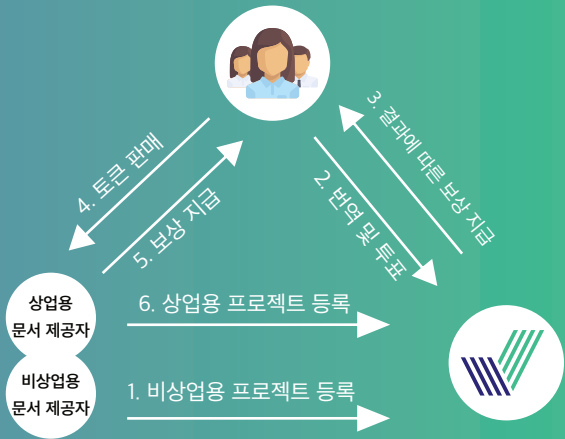 3. 결과에 따른 보상 지급
4. 토큰 판매
5. 보상 지급
2. 번역 및 투표
상업용
문서 제공자
6. 상업용 프로젝트 등록
비상업용
문서 제공자
1. 비상업용 프로젝트 등록